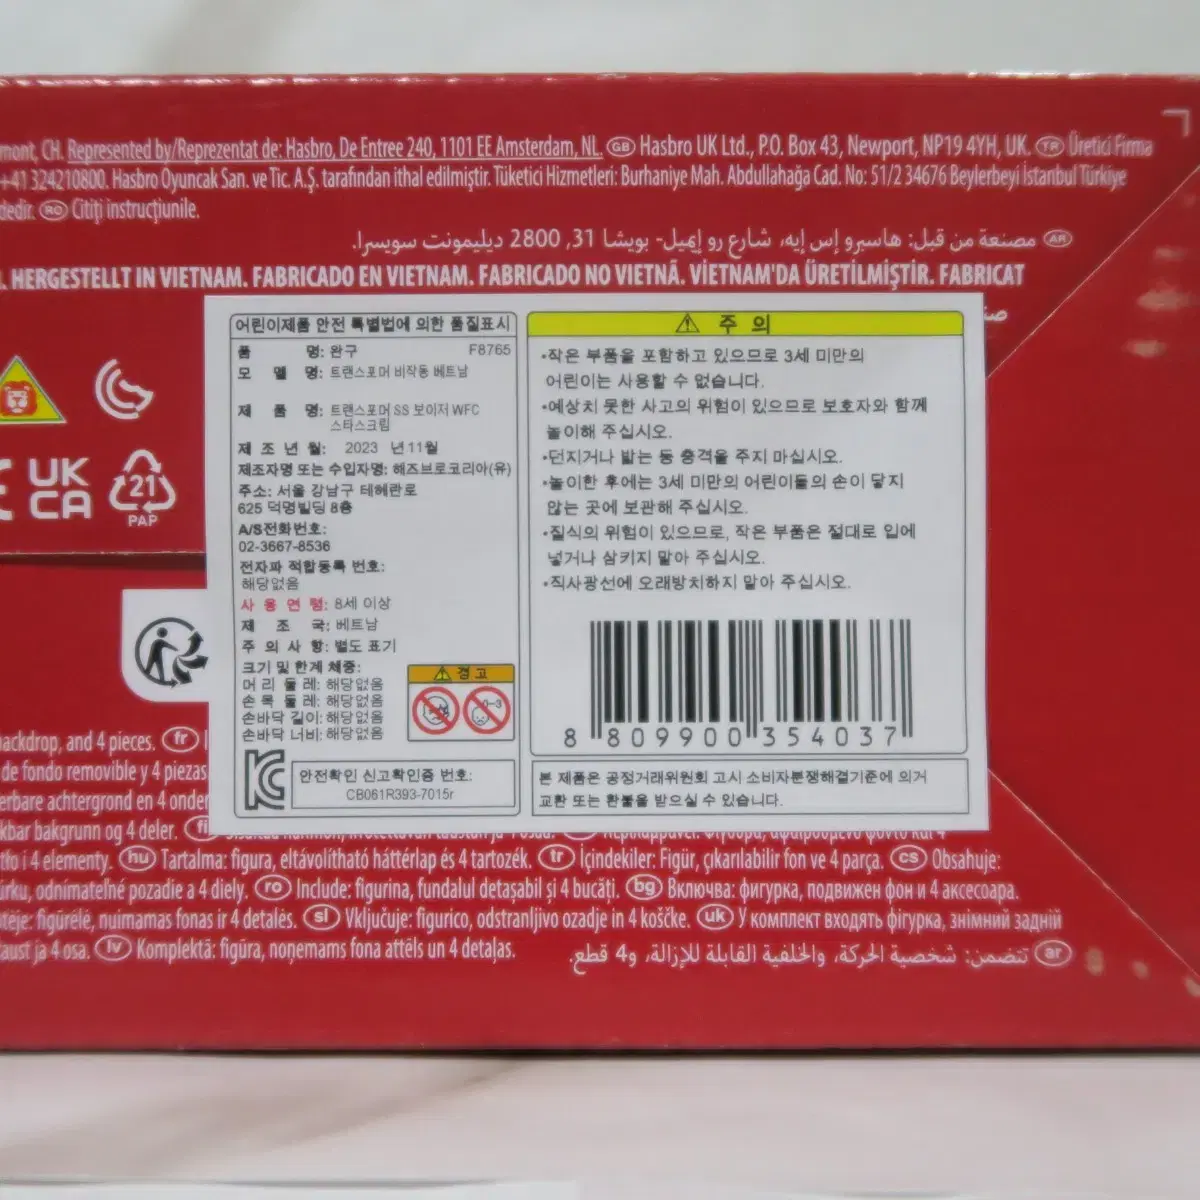 mont, CH. Represented by/Reprezentat de: Hasbro, De Entree 240, 1101 EE Amsterdam, NL. GB Hasbro UK Ltd., P.O. Box 43, Newport, NP19 4YH, UK. TR Üretici Firma
+41 324210800. Hasbro Oyuncak San. ve Tic. A.Ş. tarafından ithal edilmiştir. Tüketici Hizmetleri: Burhaniye Mah. Abdullahağa Cad. No: 51/2 34676 Beylerbeyi İstanbul Türkiye
dedir. RO Citiți instrucțiunile.
AR مصنعة من قبل: هاسبرو إس إيه، شارع رو إميل- بويشا 31, 2800 ديليمونت سويسرا.
. HERGESTELLT IN VIETNAM. FABRICADO EN VIETNAM. FABRICADO NO VIETNÃ. VİETNAM'DA ÜRETİLMİŞTİR. FABRICAT
어린이제품 안전 특별법에 의한 품질표시
품 명: 완구 F8765
모 델 명: 트랜스포머 비작동 베트남
제 품 명: 트랜스포머 SS 보이저 WFC
스타스크림
제 조 년 월: 2023 년 11월
제조자명 또는 수입자명: 해즈브로코리아(유)
주소: 서울 강남구 테헤란로
625 덕명빌딩 8층
A/S전화번호:
02-3667-8536
전자파 적합등록 번호:
해당없음
사 용 연 령: 8세 이상
제 조 국: 베트남
주 의 사 항: 별도 표기
크기 및 한계 체중:
머 리 둘 레: 해당없음
손 목 둘 레: 해당없음
손바닥 길이: 해당없음
손바닥 너비: 해당없음
경고
0-3
안전확인 신고확인증 번호:
CB061R393-7015r
주 의
•작은 부품을 포함하고 있으므로 3세 미만의
어린이는 사용할 수 없습니다.
•예상치 못한 사고의 위험이 있으므로 보호자와 함께
놀이해 주십시오.
•던지거나 밟는 등 충격을 주지 마십시오.
•놀이한 후에는 3세 미만의 어린이들의 손이 닿지
않는 곳에 보관해 주십시오.
•질식의 위험이 있으므로, 작은 부품은 절대로 입에
넣거나 삼키지 말아 주십시오.
•직사광선에 오래방치하지 말아 주십시오.
8 809900 354037
본 제품은 공정거래위원회 고시 소비자분쟁해결기준에 의거
교환 또는 환불을 받으실 수 있습니다.
UK
CA
21
PAP
backdrop, and 4 pieces. fr
de fondo removible y 4 piezas
erbare achtergrond en 4 onder
kbar bakgrunn og 4 deler. fi
tło i 4 elementy. hu Tartalma: figura, eltávolítható háttérlap és 4 tartozék. tr İçindekiler: Figür, çıkarılabilir fon ve 4 parça. cs Obsahuje:
úrku, odnímateľné pozadie a 4 diely. ro Include: figurina, fundalul detașabil și 4 bucăți. bg Включва: фигурка, подвижен фон и 4 аксесоара.
tėje: figūrėlė, nuimamas fonas ir 4 detalės. sl Vključuje: figurico, odstranljivo ozadje in 4 koščke. uk У комплект входять фігурка, знімний задній
aust ja 4 osa. lv Komplektā: figūra, noņemams fona attēls un 4 detaļas.
ar تتضمن: شخصية الحركة، والخلفية القابلة للإزالة، و4 قطع.